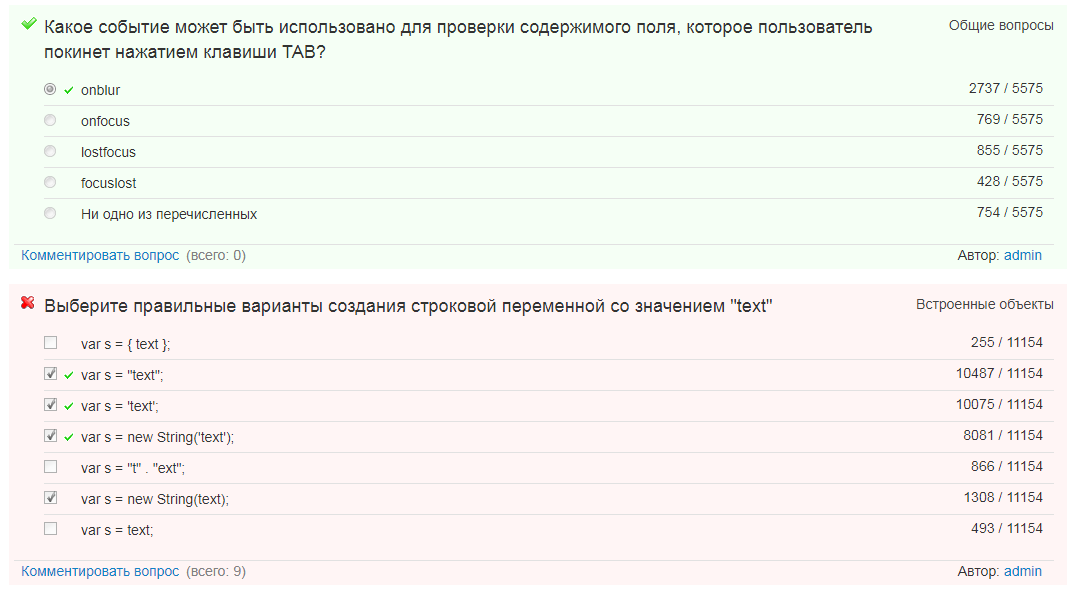 Какое событие может быть использовано для проверки содержимого поля, которое пользователь
покинет нажатием клавиши TAB?
Общие вопросы
onblur 2737 / 5575
onfocus 769 / 5575
lostfocus 855 / 5575
focuslost 428 / 5575
Ни одно из перечисленных 754 / 5575
Комментировать вопрос (всего: 0) Автор: admin
Выберите правильные варианты создания строковой переменной со значением "text" Встроенные объекты
var s = { text }; 255 / 11154
var s = "text"; 10487 / 11154
var s = 'text'; 10075 / 11154
var s = new String('text'); 8081 / 11154
var s = "t" . "ext"; 866 / 11154
var s = new String(text); 1308 / 11154
var s = text; 493 / 11154
Комментировать вопрос (всего: 9) Автор: admin